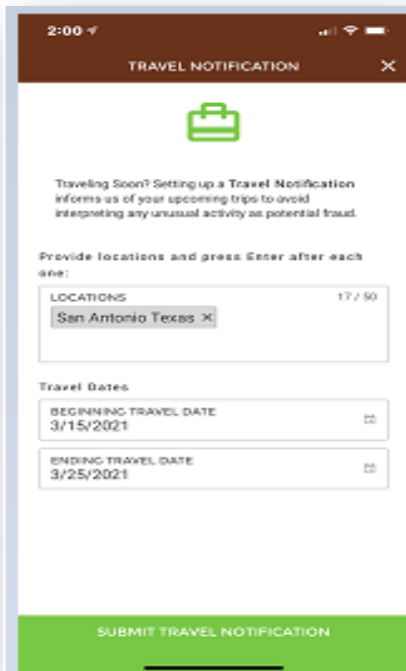 2:00
TRAVEL NOTIFICATION ×
Traveling Soon? Setting up a Travel Notification
informs us of your upcoming trips to avoid
interpreting any unusual activity as potential fraud.
Provide locations and press Enter after each
one:
LOCATIONS 17 / 50
San Antonio Texas ×
Travel Dates
BEGINNING TRAVEL DATE
3/15/2021
ENDING TRAVEL DATE
3/25/2021
SUBMIT TRAVEL NOTIFICATION